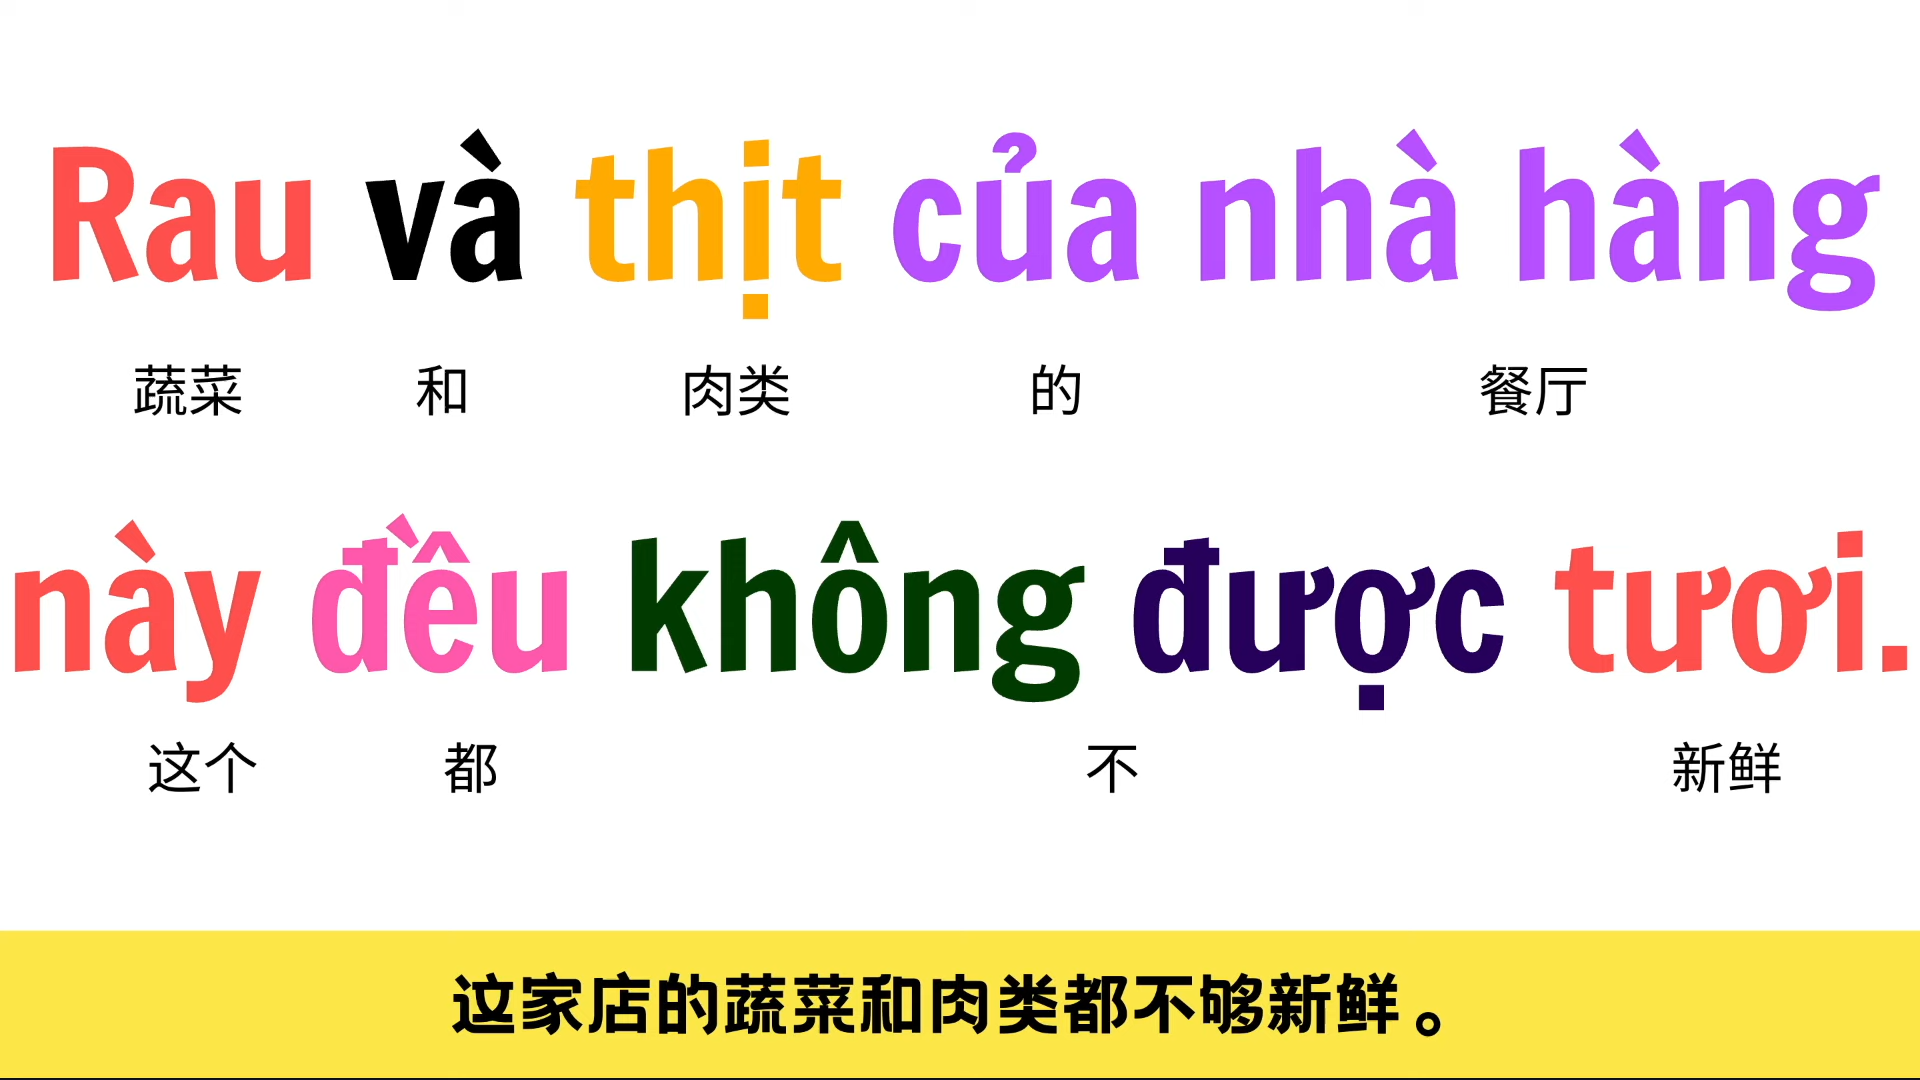 Rau và thịt của nhà hàng
蔬菜 和 肉类 的 餐厅
này đều không được tươi.
这个 都 不 新鲜
这家店的蔬菜和肉类都不够新鲜。